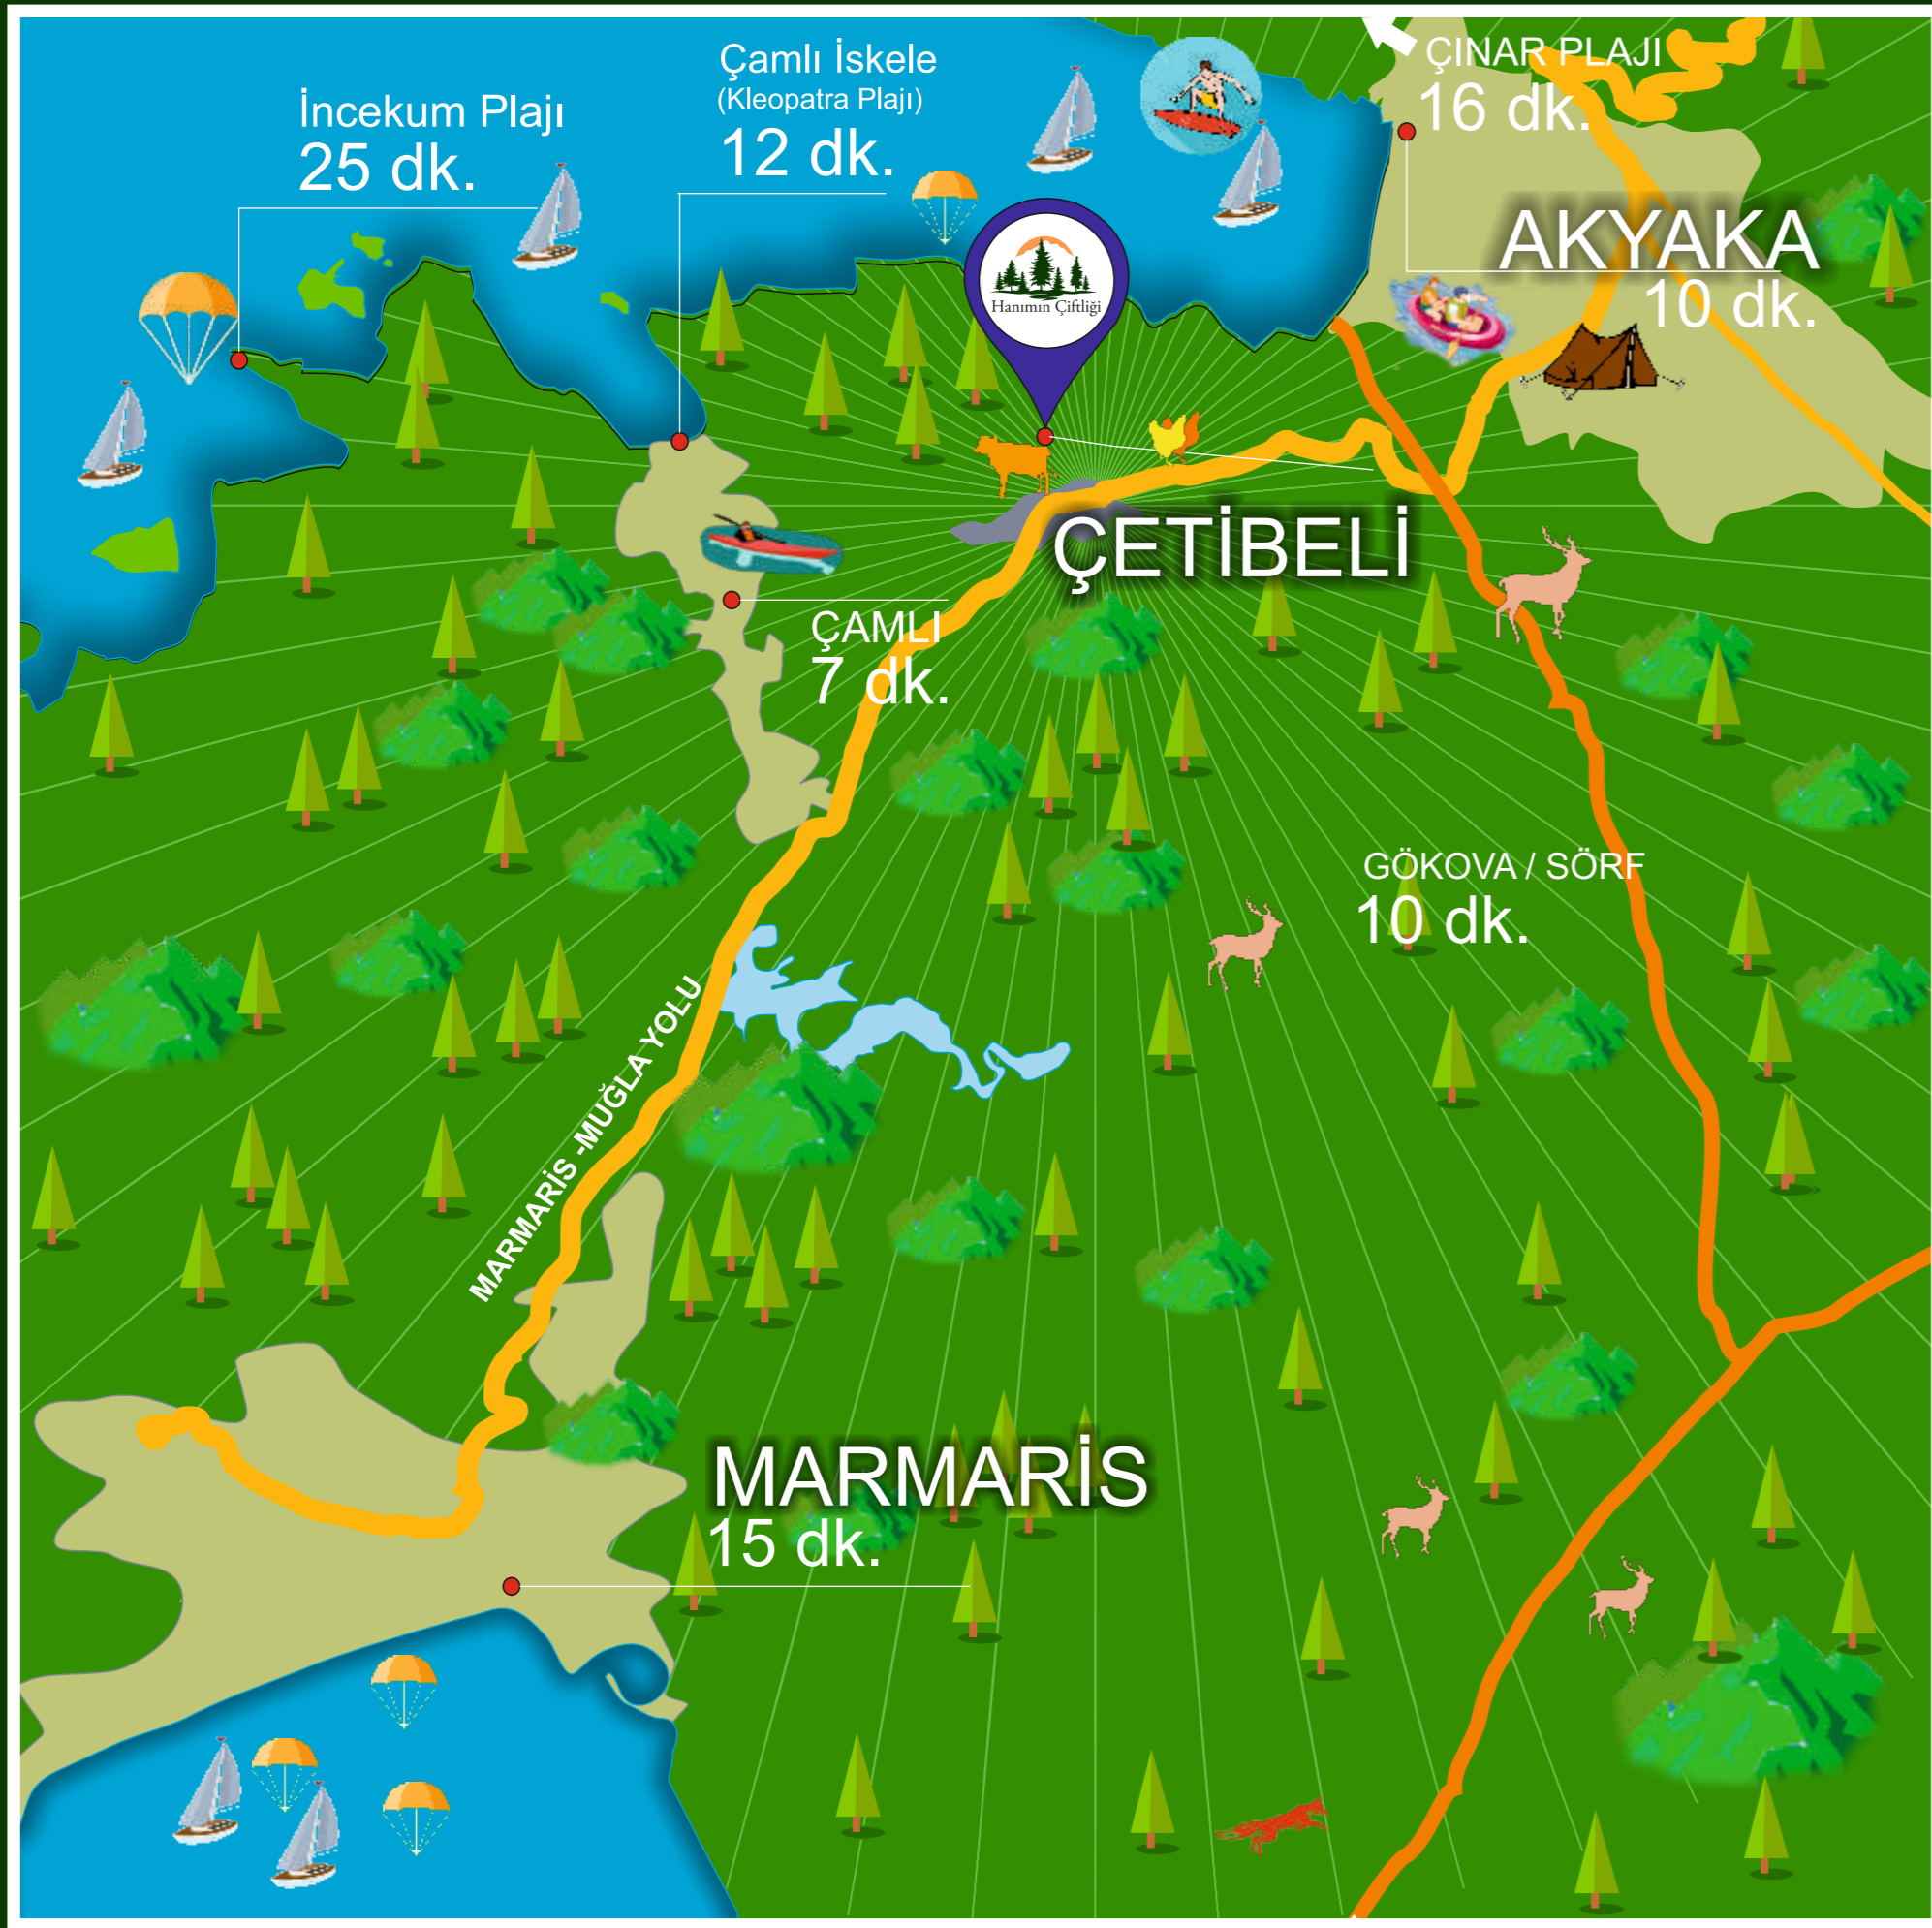 ÇINAR PLAJI
16 dk.
Çamlı İskele
(Kleopatra Plajı)
12 dk.
İncekum Plajı
25 dk.
AKYAKA
10 dk.
Hanımın Çiftliği
ÇETİBELİ
ÇAMLI
7 dk.
GÖKOVA / SÖRF
10 dk.
MARMARİS -MUĞLA YOLU
MARMARİS
15 dk.